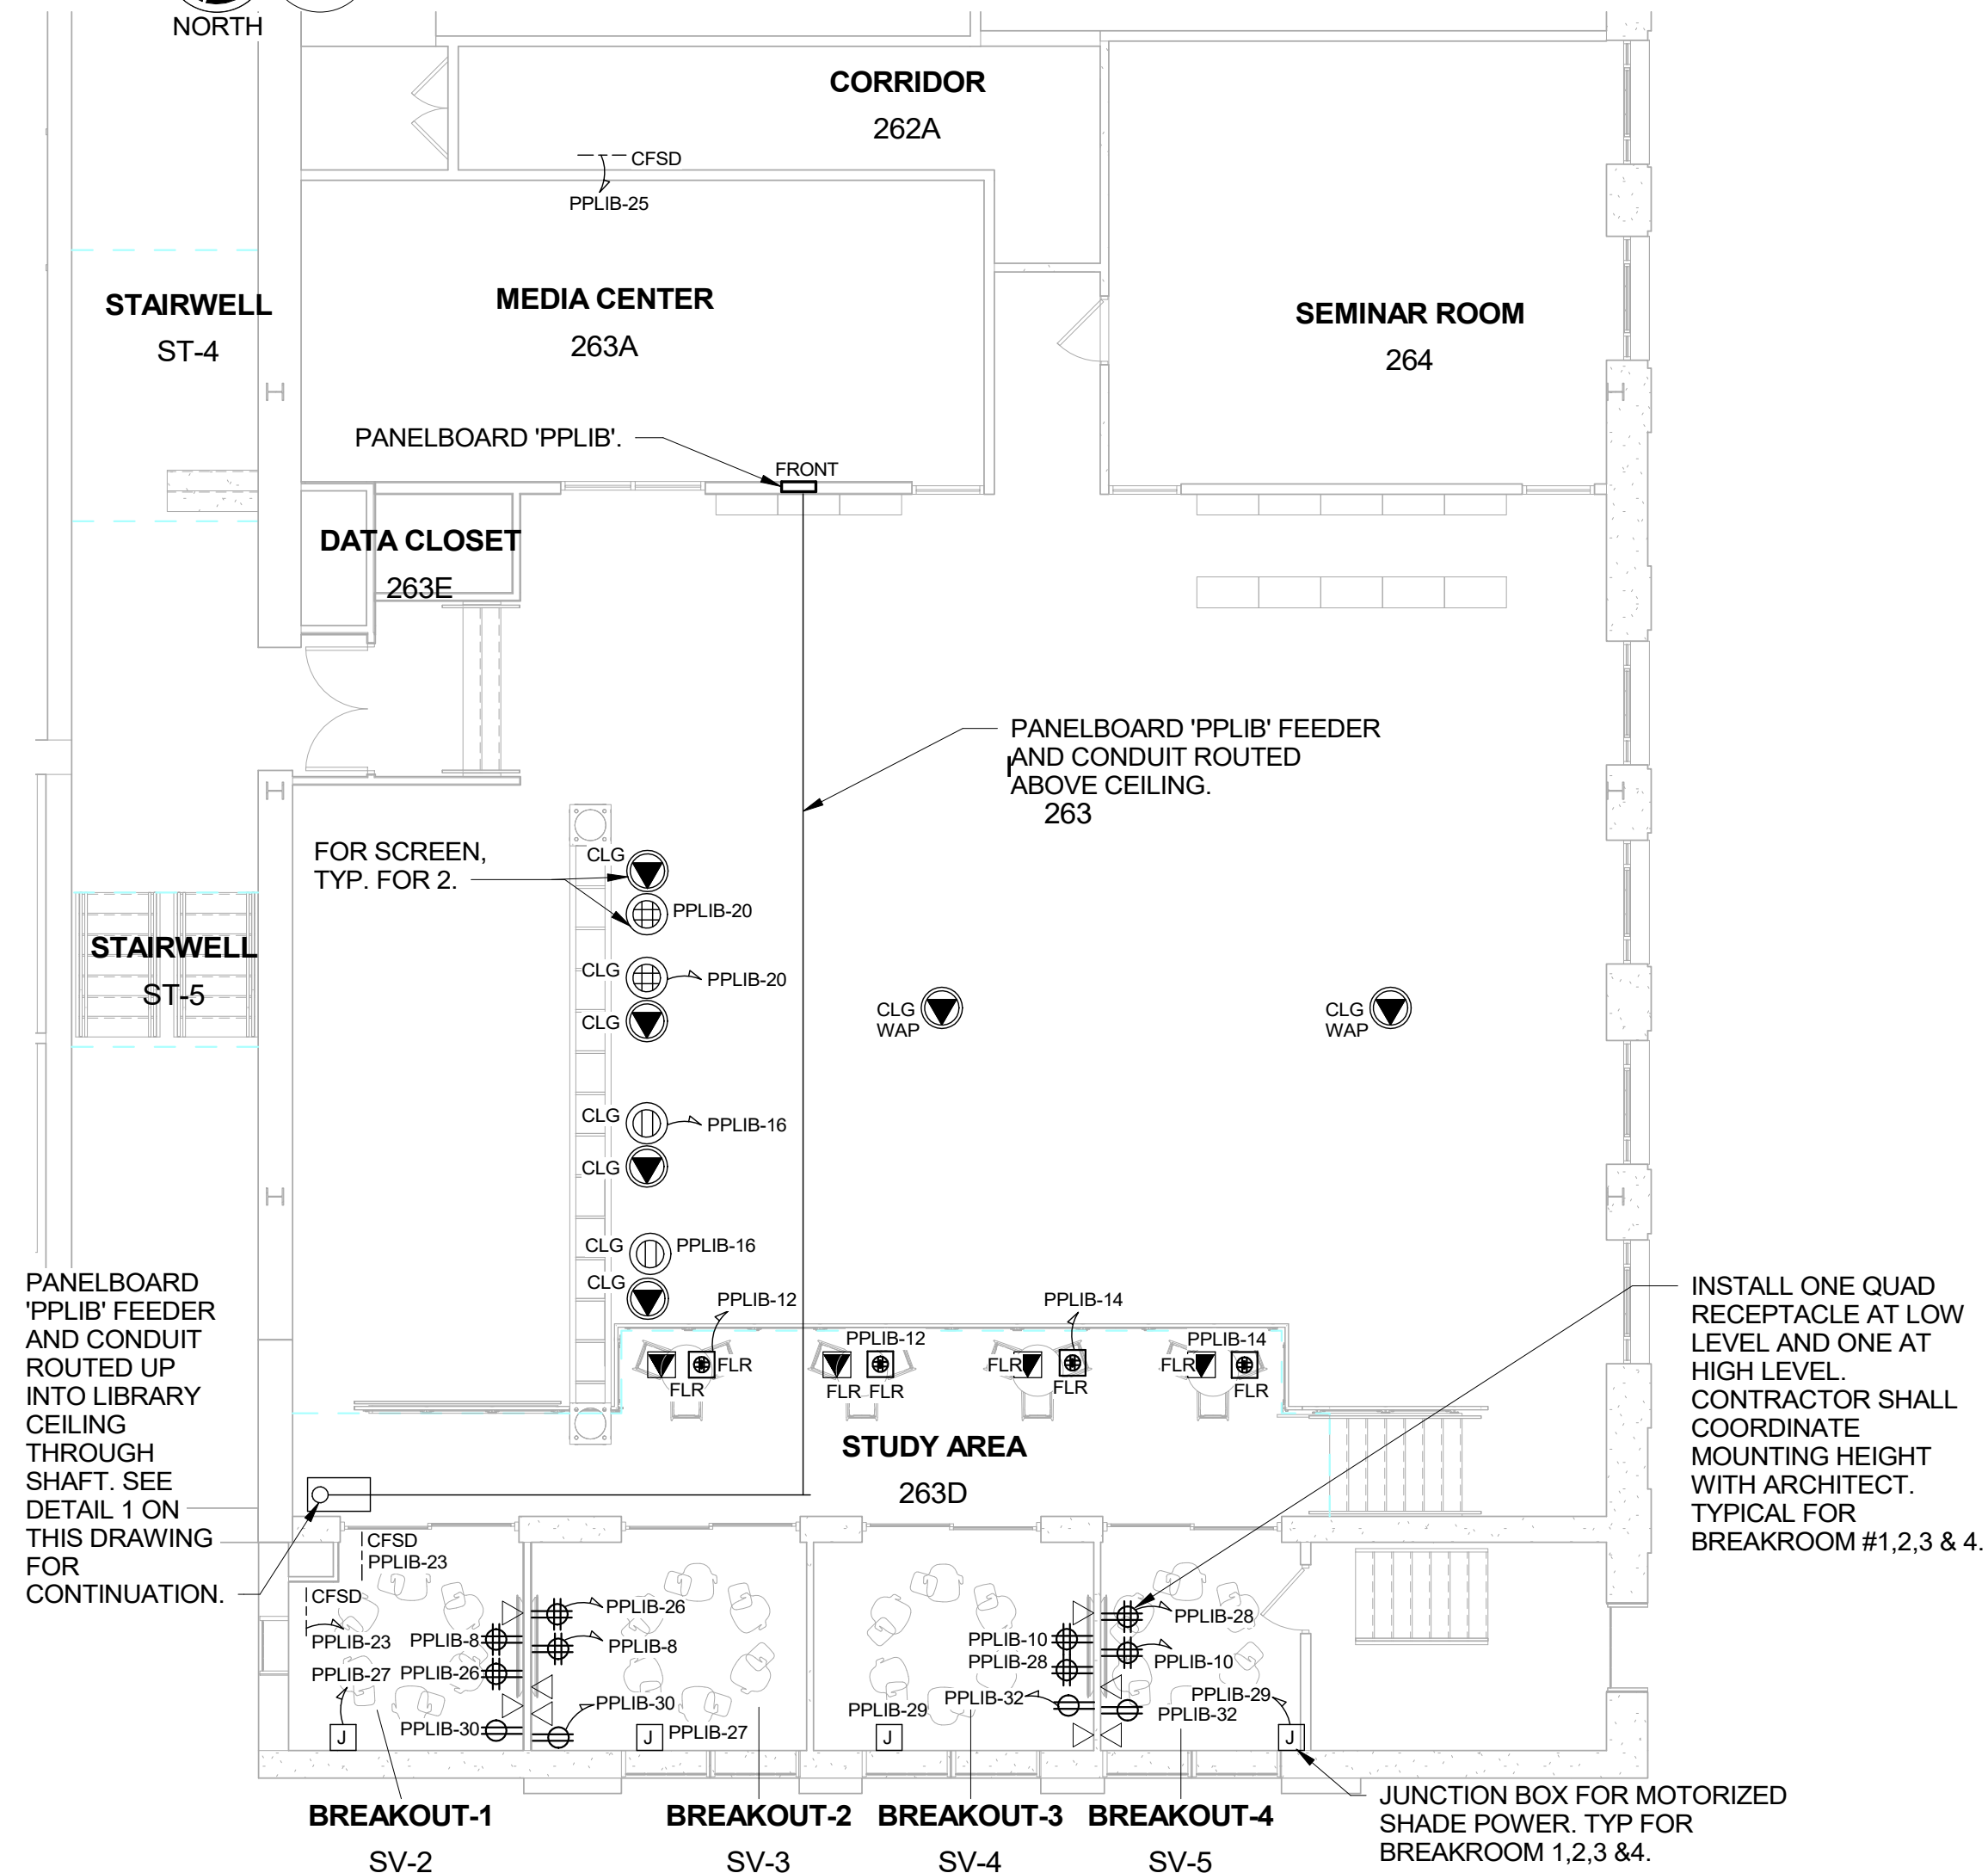 NORTH
CORRIDOR
262A
CFSD
PPLIB-25
STAIRWELL
ST-4
MEDIA CENTER
263A
SEMINAR ROOM
264
PANELBOARD 'PPLIB'.
FRONT
DATA CLOSET
263E
PANELBOARD 'PPLIB' FEEDER
AND CONDUIT ROUTED
ABOVE CEILING.
263
FOR SCREEN,
TYP. FOR 2.
CLG
PPLIB-20
STAIRWELL
ST-5
CLG
PPLIB-20
CLG
CLG
WAP
CLG
WAP
CLG
PPLIB-16
CLG
CLG
PPLIB-16
CLG
PPLIB-12
PPLIB-14
PPLIB-12
PPLIB-14
FLR
FLR
FLR
FLR
FLR
FLR
FLR
FLR
PANELBOARD
'PPLIB' FEEDER
AND CONDUIT
ROUTED UP
INTO LIBRARY
CEILING
THROUGH
SHAFT. SEE
DETAIL 1 ON
THIS DRAWING
FOR
CONTINUATION.
INSTALL ONE QUAD
RECEPTACLE AT LOW
LEVEL AND ONE AT
HIGH LEVEL.
CONTRACTOR SHALL
COORDINATE
MOUNTING HEIGHT
WITH ARCHITECT.
TYPICAL FOR
BREAKROOM #1,2,3 & 4.
STUDY AREA
263D
CFSD
PPLIB-23
CFSD
PPLIB-23
PPLIB-8
PPLIB-27
PPLIB-26
PPLIB-30
J
PPLIB-26
PPLIB-8
PPLIB-30
J
PPLIB-27
PPLIB-10
PPLIB-28
PPLIB-32
PPLIB-29
J
PPLIB-28
PPLIB-10
PPLIB-29
PPLIB-32
J
BREAKOUT-1
SV-2
BREAKOUT-2
SV-3
BREAKOUT-3
SV-4
BREAKOUT-4
SV-5
JUNCTION BOX FOR MOTORIZED
SHADE POWER. TYP FOR
BREAKROOM 1,2,3 &4.